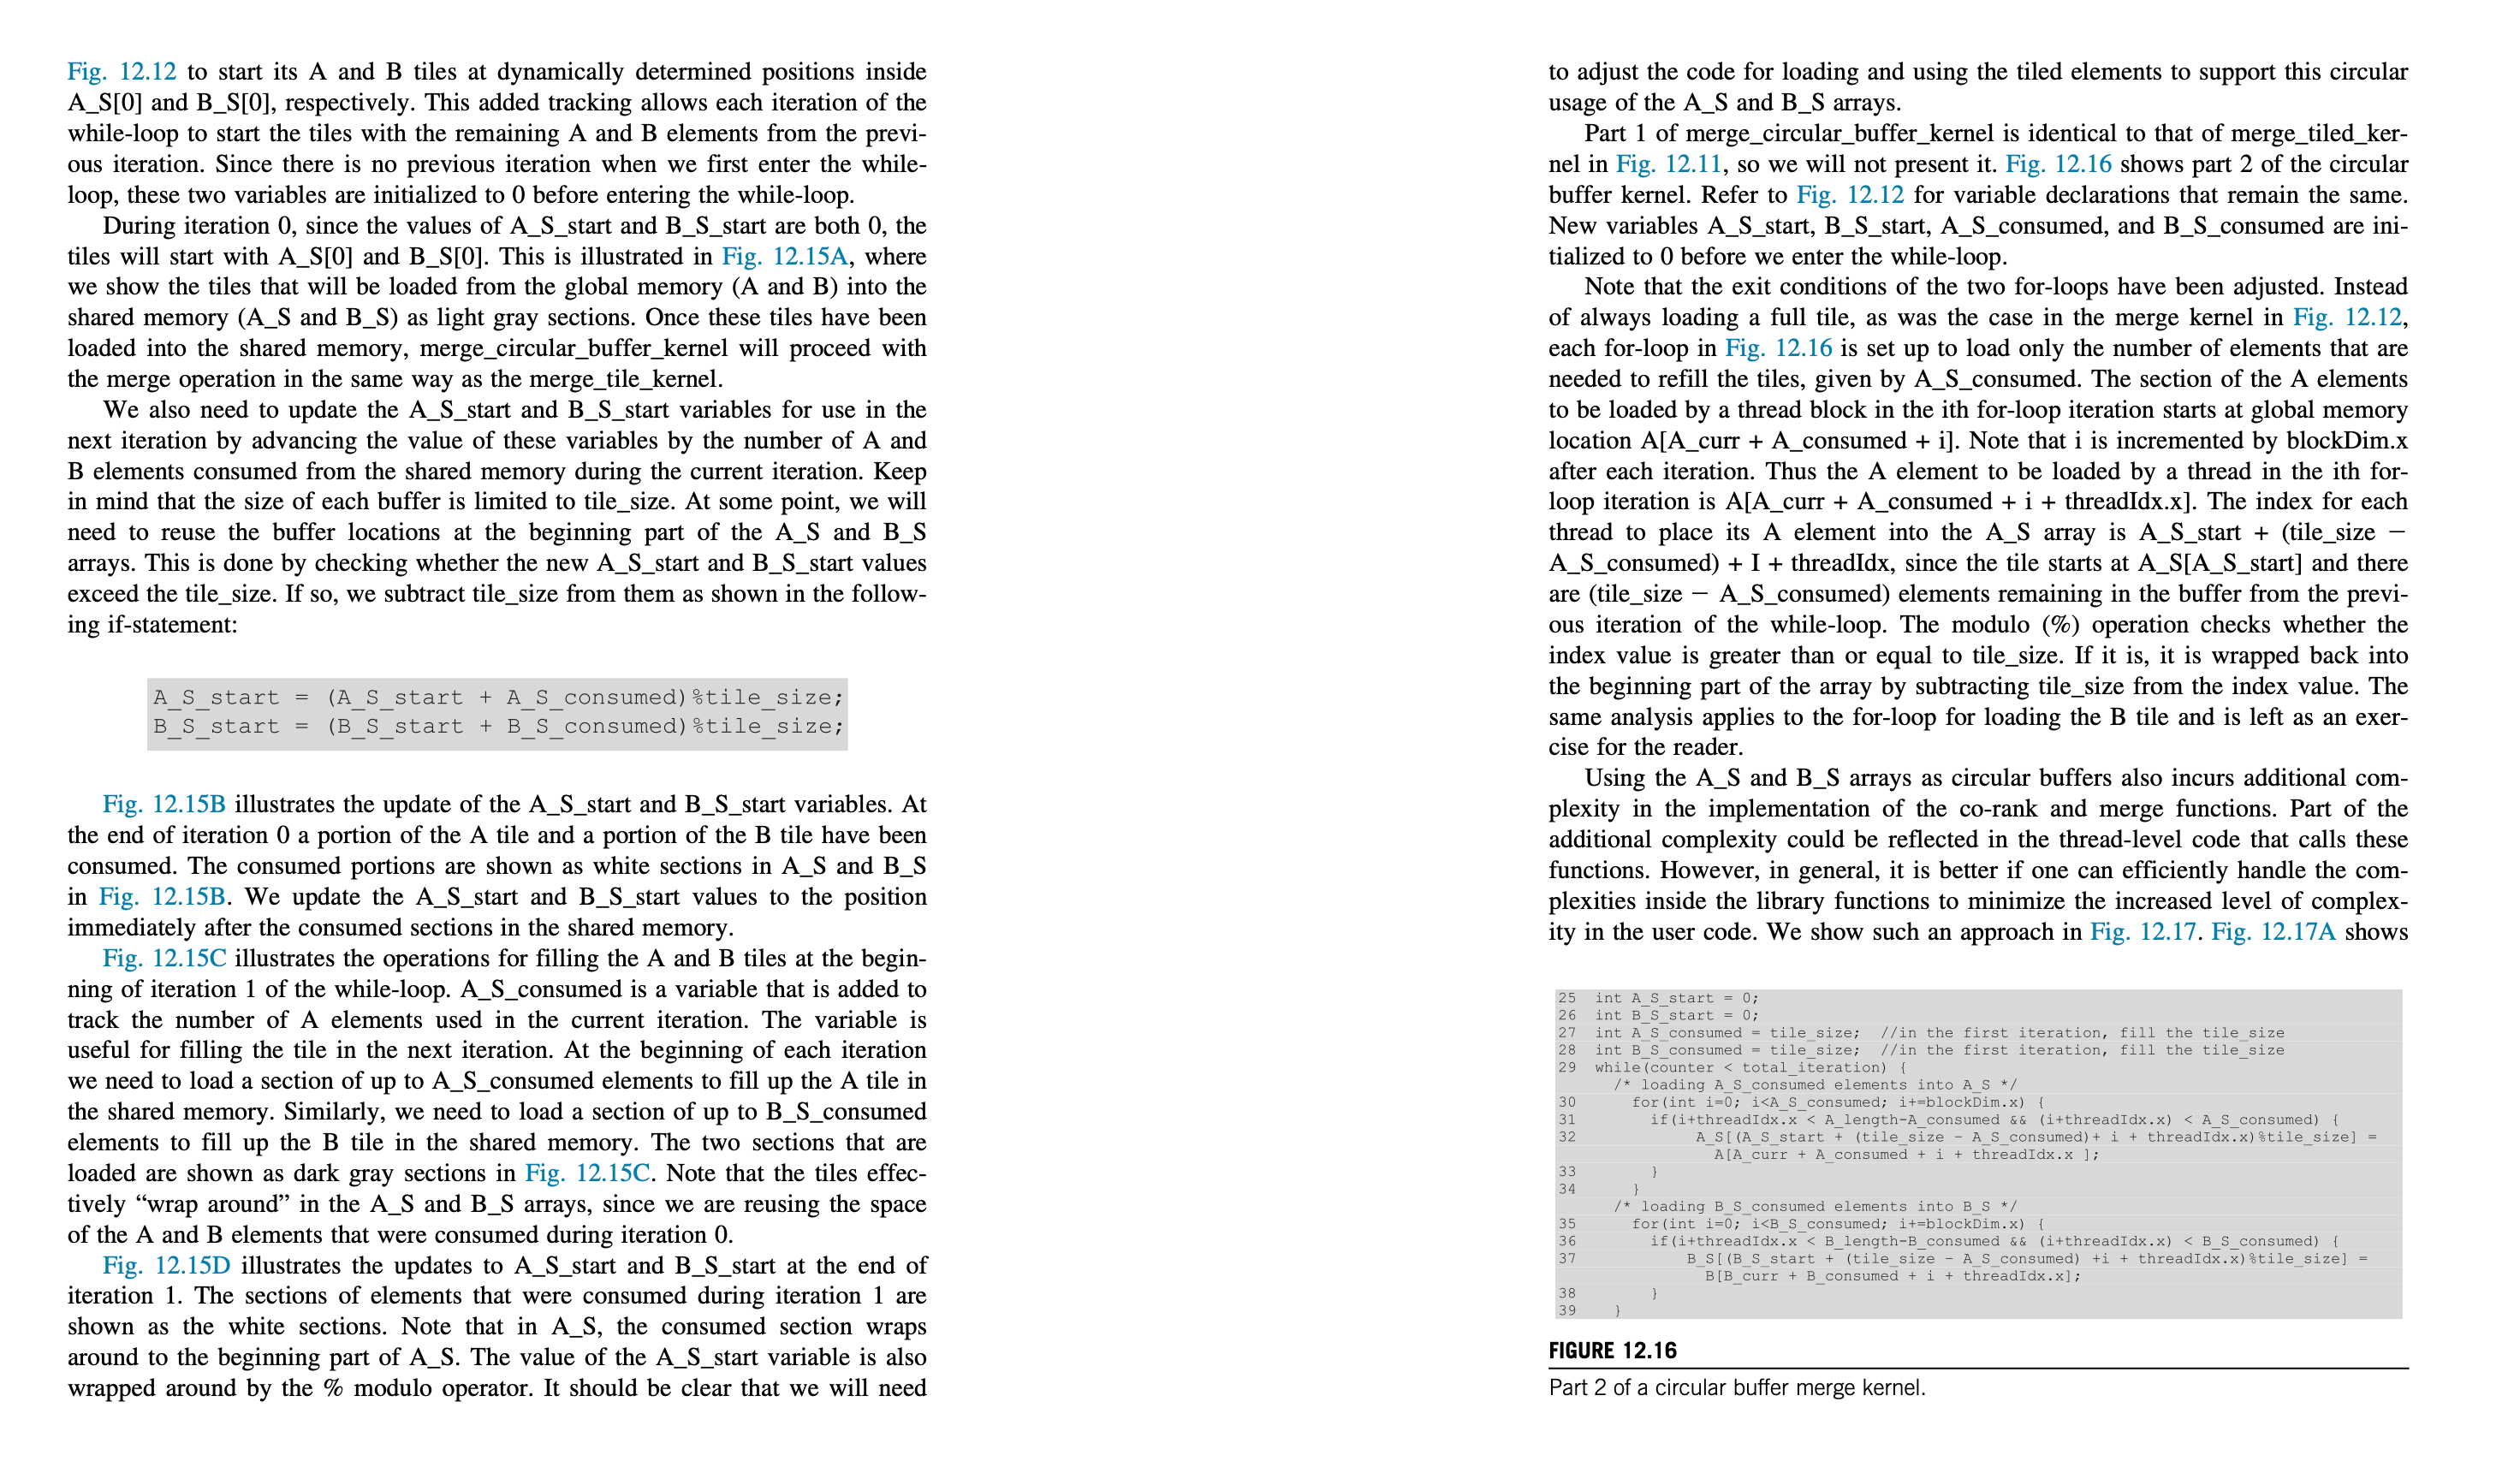 Fig. 12.12 to start its A and B tiles at dynamically determined positions inside
A_S[0] and B_S[0], respectively. This added tracking allows each iteration of the
while-loop to start the tiles with the remaining A and B elements from the previ-
ous iteration. Since there is no previous iteration when we first enter the while-
loop, these two variables are initialized to 0 before entering the while-loop.
During iteration 0, since the values of A_S_start and B_S_start are both 0, the
tiles will start with A_S[0] and B_S[0]. This is illustrated in Fig. 12.15A, where
we show the tiles that will be loaded from the global memory (A and B) into the
shared memory (A_S and B_S) as light gray sections. Once these tiles have been
loaded into the shared memory, merge_circular_buffer_kernel will proceed with
the merge operation in the same way as the merge_tile_kernel.
We also need to update the A_S_start and B_S_start variables for use in the
next iteration by advancing the value of these variables by the number of A and
B elements consumed from the shared memory during the current iteration. Keep
in mind that the size of each buffer is limited to tile_size. At some point, we will
need to reuse the buffer locations at the beginning part of the A_S and B_S
arrays. This is done by checking whether the new A_S_start and B_S_start values
exceed the tile_size. If so, we subtract tile_size from them as shown in the follow-
ing if-statement:
A_S_start = (A_S_start + A_S_consumed)%tile_size;
B_S_start = (B_S_start + B_S_consumed)%tile_size;
Fig. 12.15B illustrates the update of the A_S_start and B_S_start variables. At
the end of iteration 0 a portion of the A tile and a portion of the B tile have been
consumed. The consumed portions are shown as white sections in A_S and B_S
in Fig. 12.15B. We update the A_S_start and B_S_start values to the position
immediately after the consumed sections in the shared memory.
Fig. 12.15C illustrates the operations for filling the A and B tiles at the begin-
ning of iteration 1 of the while-loop. A_S_consumed is a variable that is added to
track the number of A elements used in the current iteration. The variable is
useful for filling the tile in the next iteration. At the beginning of each iteration
we need to load a section of up to A_S_consumed elements to fill up the A tile in
the shared memory. Similarly, we need to load a section of up to B_S_consumed
elements to fill up the B tile in the shared memory. The two sections that are
loaded are shown as dark gray sections in Fig. 12.15C. Note that the tiles effec-
tively “wrap around” in the A_S and B_S arrays, since we are reusing the space
of the A and B elements that were consumed during iteration 0.
Fig. 12.15D illustrates the updates to A_S_start and B_S_start at the end of
iteration 1. The sections of elements that were consumed during iteration 1 are
shown as the white sections. Note that in A_S, the consumed section wraps
around to the beginning part of A_S. The value of the A_S_start variable is also
wrapped around by the % modulo operator. It should be clear that we will need
to adjust the code for loading and using the tiled elements to support this circular
usage of the A_S and B_S arrays.
Part 1 of merge_circular_buffer_kernel is identical to that of merge_tiled_ker-
nel in Fig. 12.11, so we will not present it. Fig. 12.16 shows part 2 of the circular
buffer kernel. Refer to Fig. 12.12 for variable declarations that remain the same.
New variables A_S_start, B_S_start, A_S_consumed, and B_S_consumed are ini-
tialized to 0 before we enter the while-loop.
Note that the exit conditions of the two for-loops have been adjusted. Instead
of always loading a full tile, as was the case in the merge kernel in Fig. 12.12,
each for-loop in Fig. 12.16 is set up to load only the number of elements that are
needed to refill the tiles, given by A_S_consumed. The section of the A elements
to be loaded by a thread block in the ith for-loop iteration starts at global memory
location A[A_curr + A_consumed + i]. Note that i is incremented by blockDim.x
after each iteration. Thus the A element to be loaded by a thread in the ith for-
loop iteration is A[A_curr + A_consumed + i + threadIdx.x]. The index for each
thread to place its A element into the A_S array is A_S_start + (tile_size −
A_S_consumed) + I + threadIdx, since the tile starts at A_S[A_S_start] and there
are (tile_size − A_S_consumed) elements remaining in the buffer from the previ-
ous iteration of the while-loop. The modulo (%) operation checks whether the
index value is greater than or equal to tile_size. If it is, it is wrapped back into
the beginning part of the array by subtracting tile_size from the index value. The
same analysis applies to the for-loop for loading the B tile and is left as an exer-
cise for the reader.
Using the A_S and B_S arrays as circular buffers also incurs additional com-
plexity in the implementation of the co-rank and merge functions. Part of the
additional complexity could be reflected in the thread-level code that calls these
functions. However, in general, it is better if one can efficiently handle the com-
plexities inside the library functions to minimize the increased level of complex-
ity in the user code. We show such an approach in Fig. 12.17. Fig. 12.17A shows
25 int A_S_start = 0;
26 int B_S_start = 0;
27 int A_S_consumed = tile_size; //in the first iteration, fill the tile_size
28 int B_S_consumed = tile_size; //in the first iteration, fill the tile_size
29 while(counter < total_iteration) {
/* loading A_S_consumed elements into A_S */
30 for(int i=0; i<A_S_consumed; i+=blockDim.x) {
31 if(i+threadIdx.x < A_length-A_consumed && (i+threadIdx.x) < A_S_consumed) {
32 A_S[(A_S_start + (tile_size - A_S_consumed)+ i + threadIdx.x)%tile_size] =
A[A_curr + A_consumed + i + threadIdx.x ];
33 }
34 }
/* loading B_S_consumed elements into B_S */
35 for(int i=0; i<B_S_consumed; i+=blockDim.x) {
36 if(i+threadIdx.x < B_length-B_consumed && (i+threadIdx.x) < B_S_consumed) {
37 B_S[(B_S_start + (tile_size - A_S_consumed) +i + threadIdx.x)%tile_size] =
B[B_curr + B_consumed + i + threadIdx.x];
38 }
39 }
FIGURE 12.16
Part 2 of a circular buffer merge kernel.